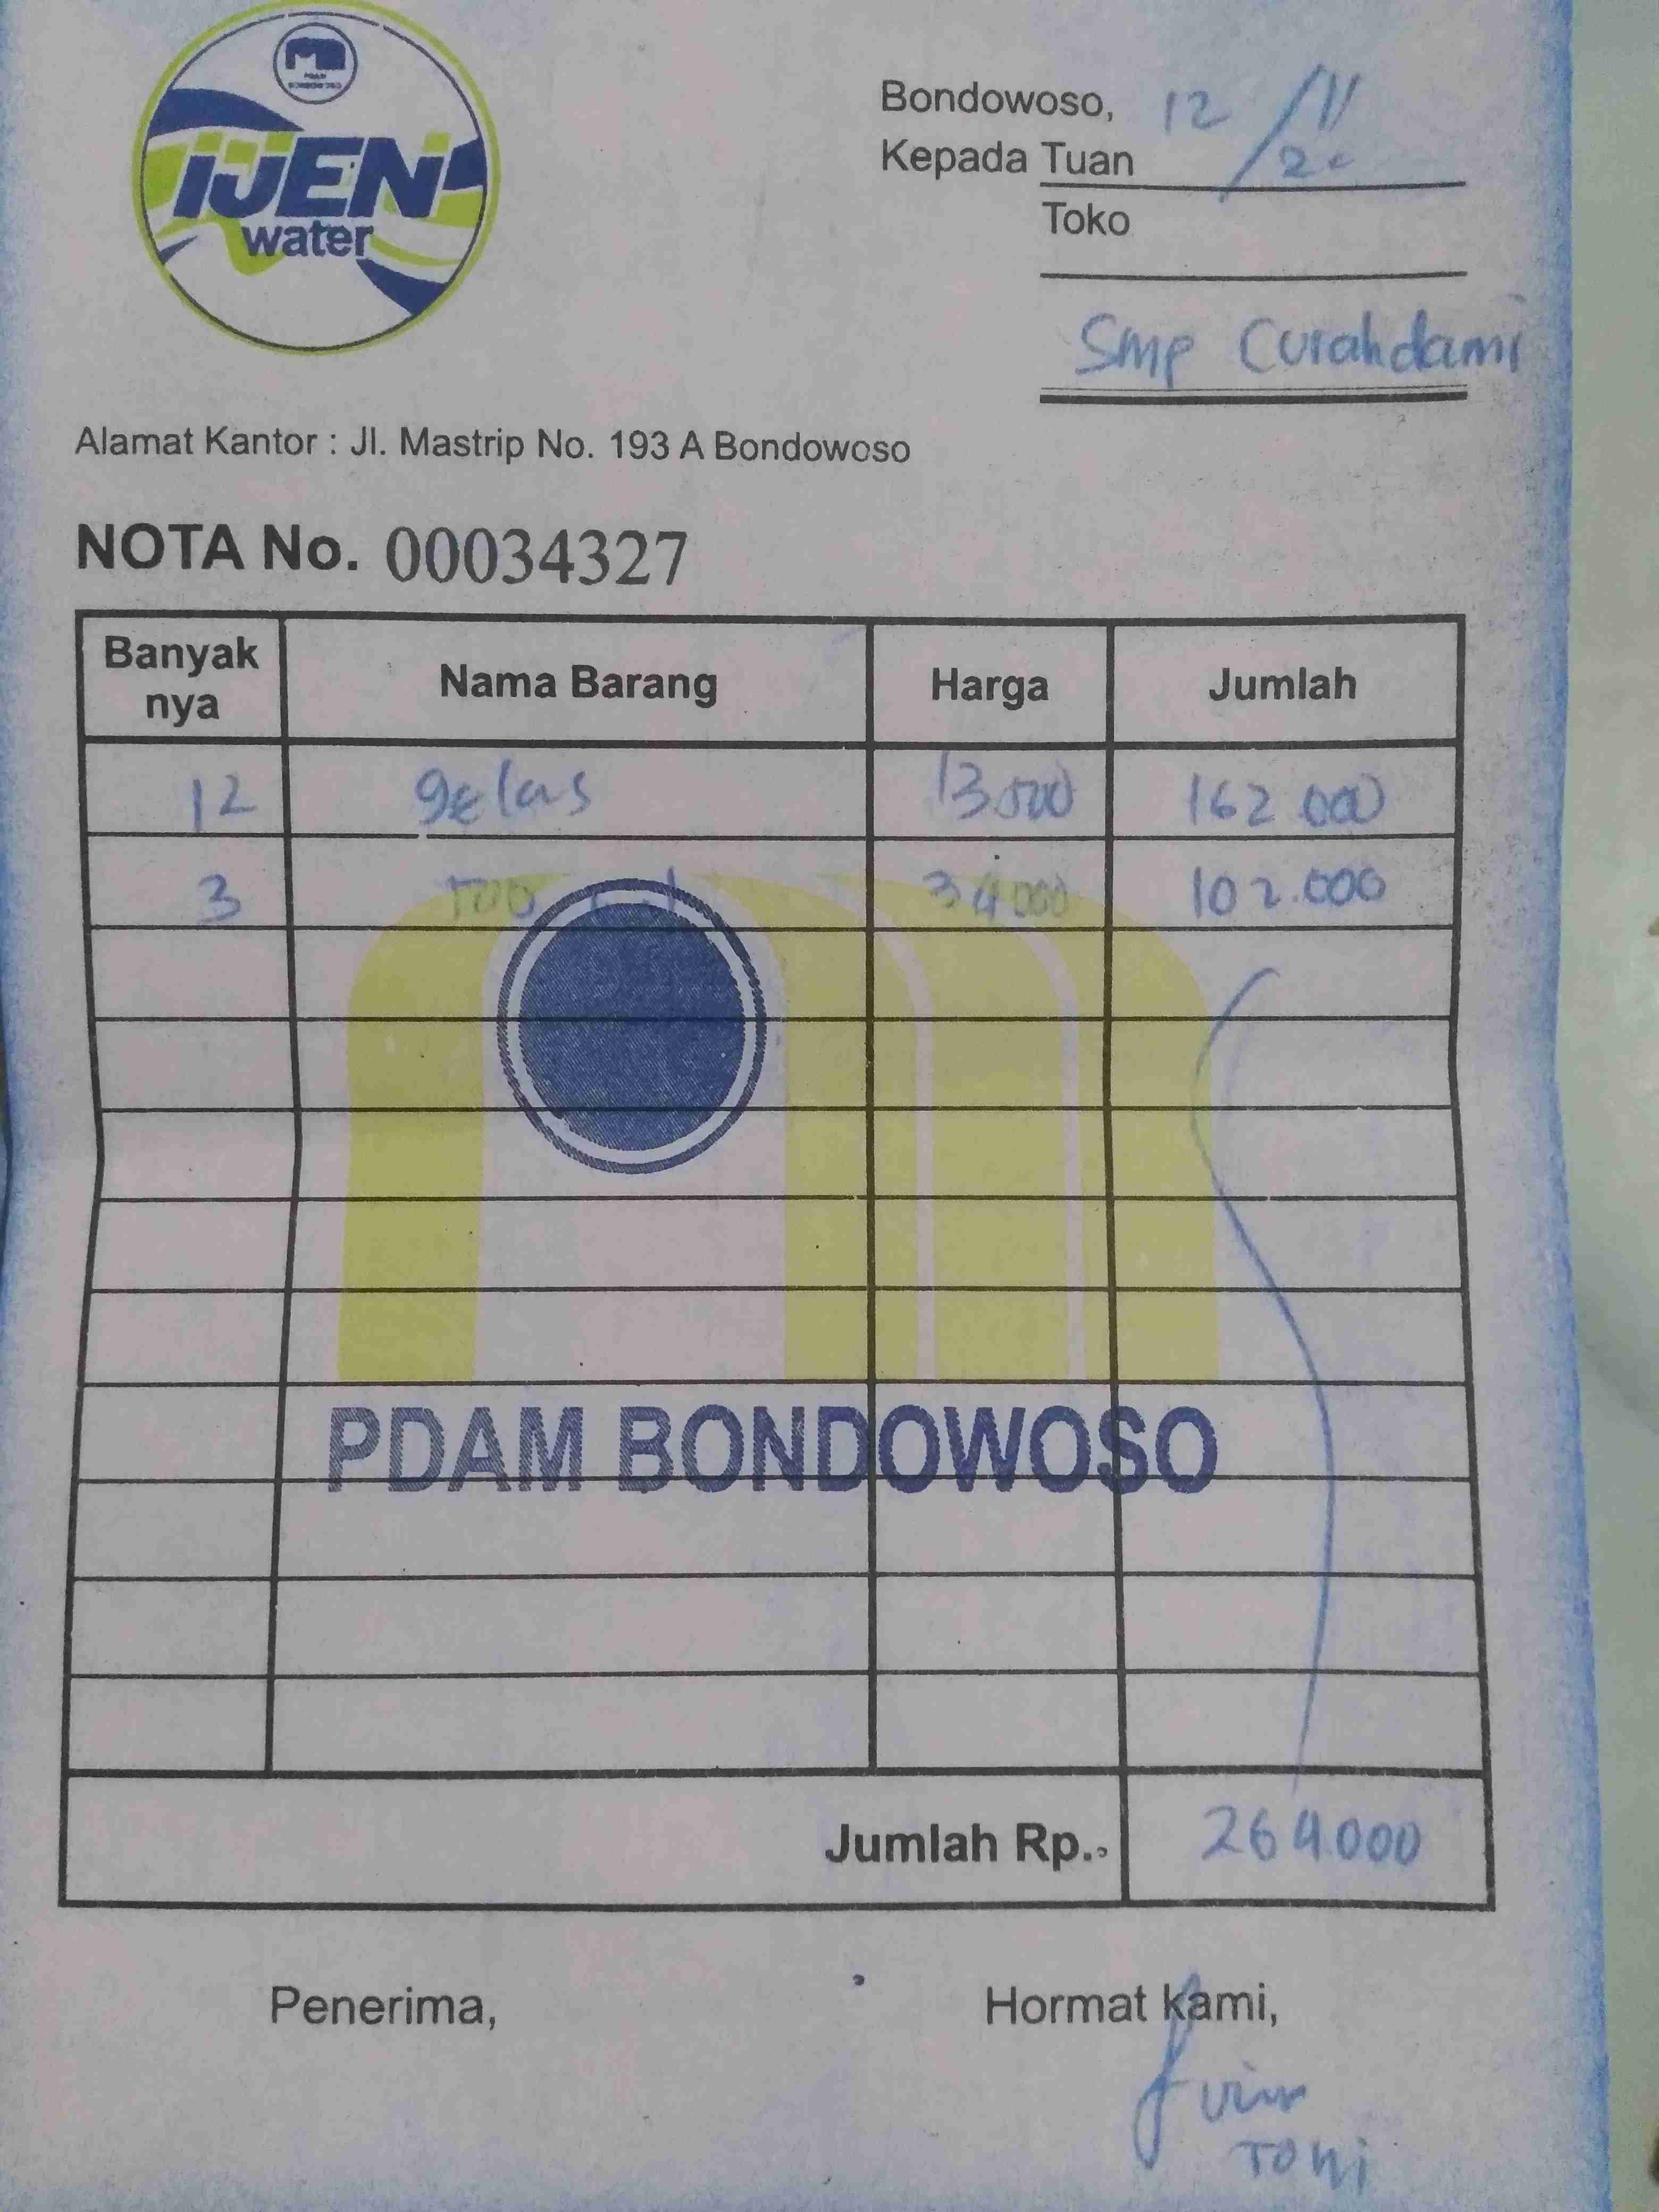 PDAM
BONDOWOSO
IJEN
water
Bondowoso, 12/11/20
Kepada Tuan
Toko
Smp Curahdami
Alamat Kantor : Jl. Mastrip No. 193 A Bondowoso
NOTA No. 00034327
Banyak nya Nama Barang Harga Jumlah
12 gelas 13.500 162.000
3 34.000 102.000
PDAM BONDOWOSO
Jumlah Rp. 264.000
Penerima, Hormat kami,
Toni